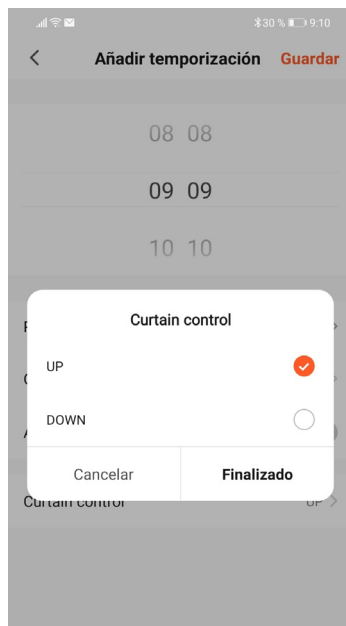 30 % 9:10
Añadir temporización Guardar
08 08
09 09
10 10
Curtain control
UP
DOWN
Cancelar Finalizado
Curtain control UP